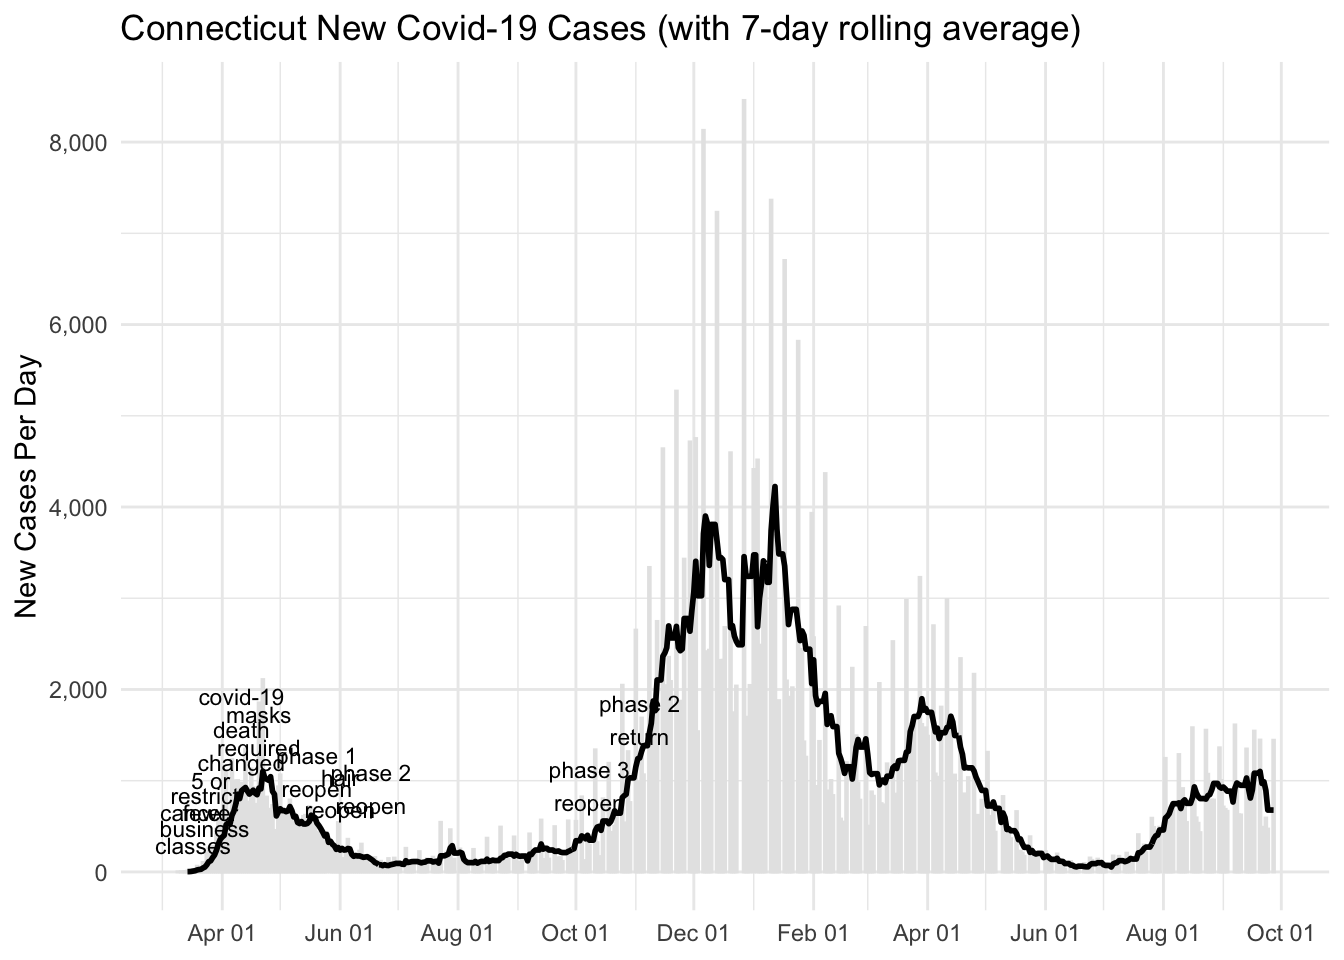 Connecticut New Covid-19 Cases (with 7-day rolling average)
New Cases Per Day
8,000
6,000
4,000
2,000
0
covid-19
masks
death
required
changed
phase 1
hair
phase 2
5 or
reopen
restrict
reopen
reopen
cancel
fewer
business
classes
phase 2
return
phase 3
reopen
Apr 01
Jun 01
Aug 01
Oct 01
Dec 01
Feb 01
Apr 01
Jun 01
Aug 01
Oct 01